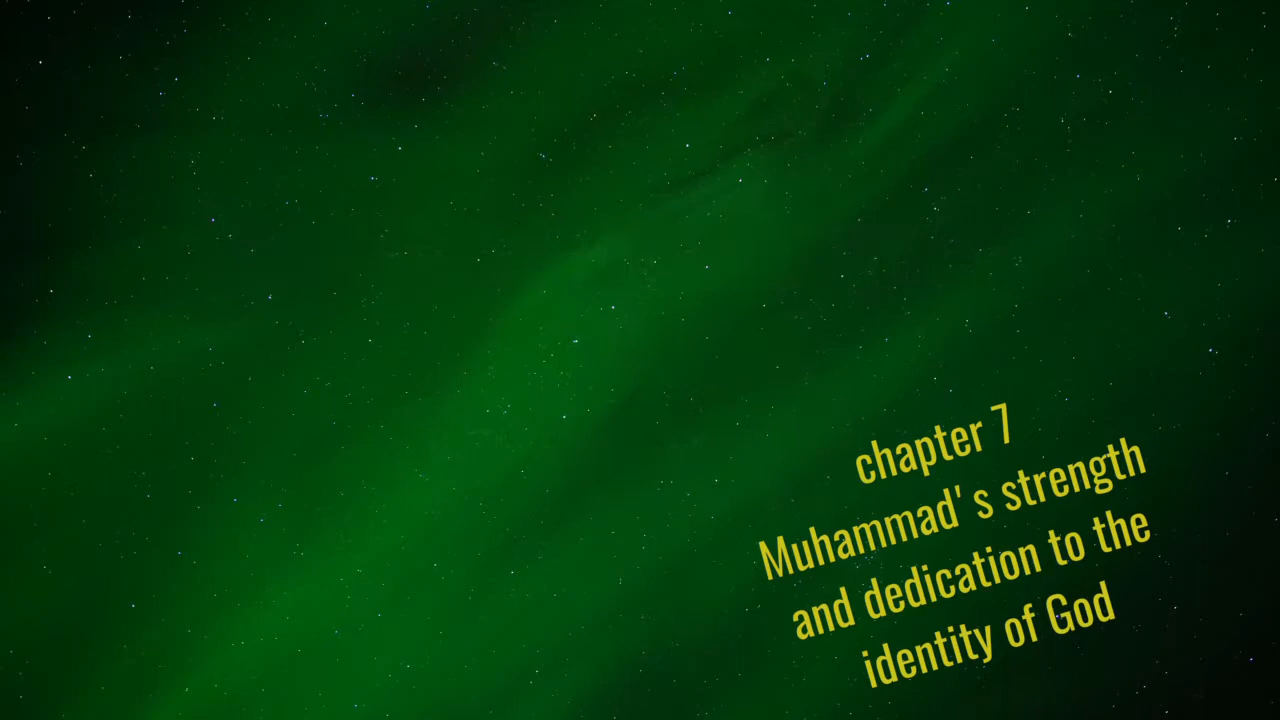 chapter 7
Muhammad's strength
and dedication to the
identity of God